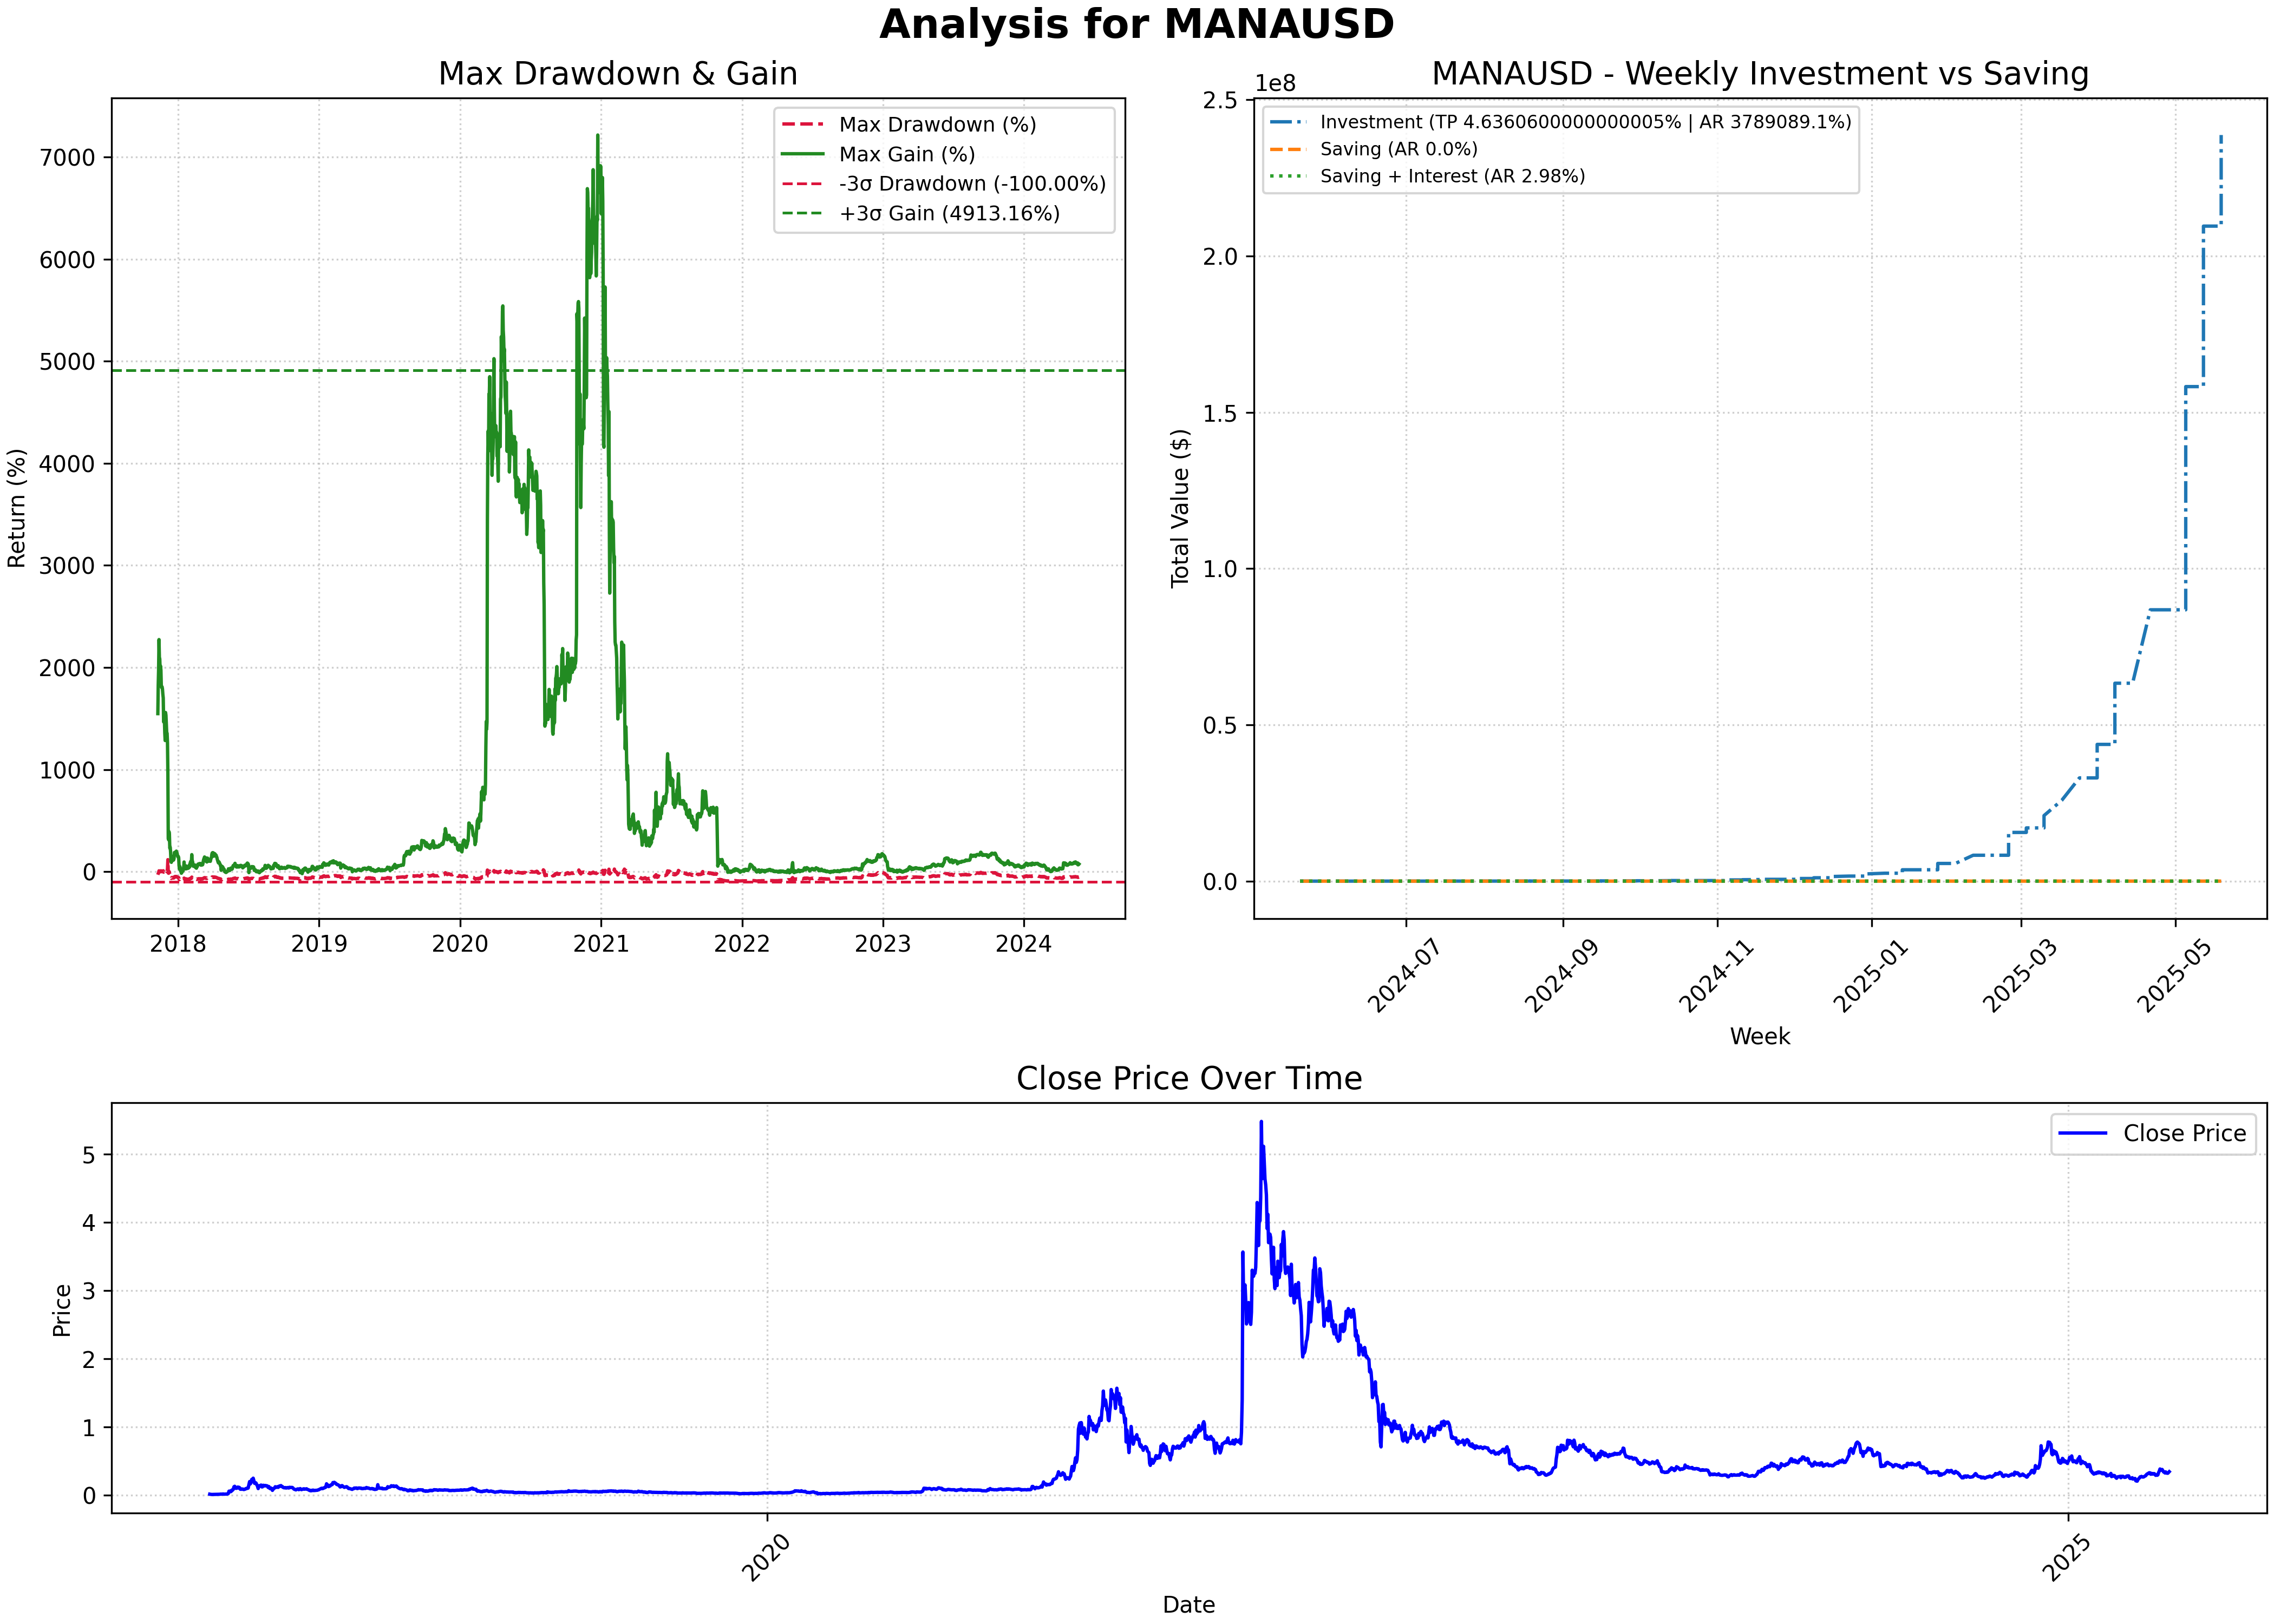 Analysis for MANAUSD
Max Drawdown & Gain
Return (%)
7000
6000
5000
4000
3000
2000
1000
0
2018 2019 2020 2021 2022 2023 2024
Max Drawdown (%)
Max Gain (%)
-3σ Drawdown (-100.00%)
+3σ Gain (4913.16%)
MANAUSD - Weekly Investment vs Saving
1e8
Total Value ($)
2.5
2.0
1.5
1.0
0.5
0.0
2024-07 2024-09 2024-11 2025-01 2025-03 2025-05
Week
Investment (TP 4.6360600000000005% | AR 3789089.1%)
Saving (AR 0.0%)
Saving + Interest (AR 2.98%)
Close Price Over Time
Price
5
4
3
2
1
0
2020 2025
Date
Close Price